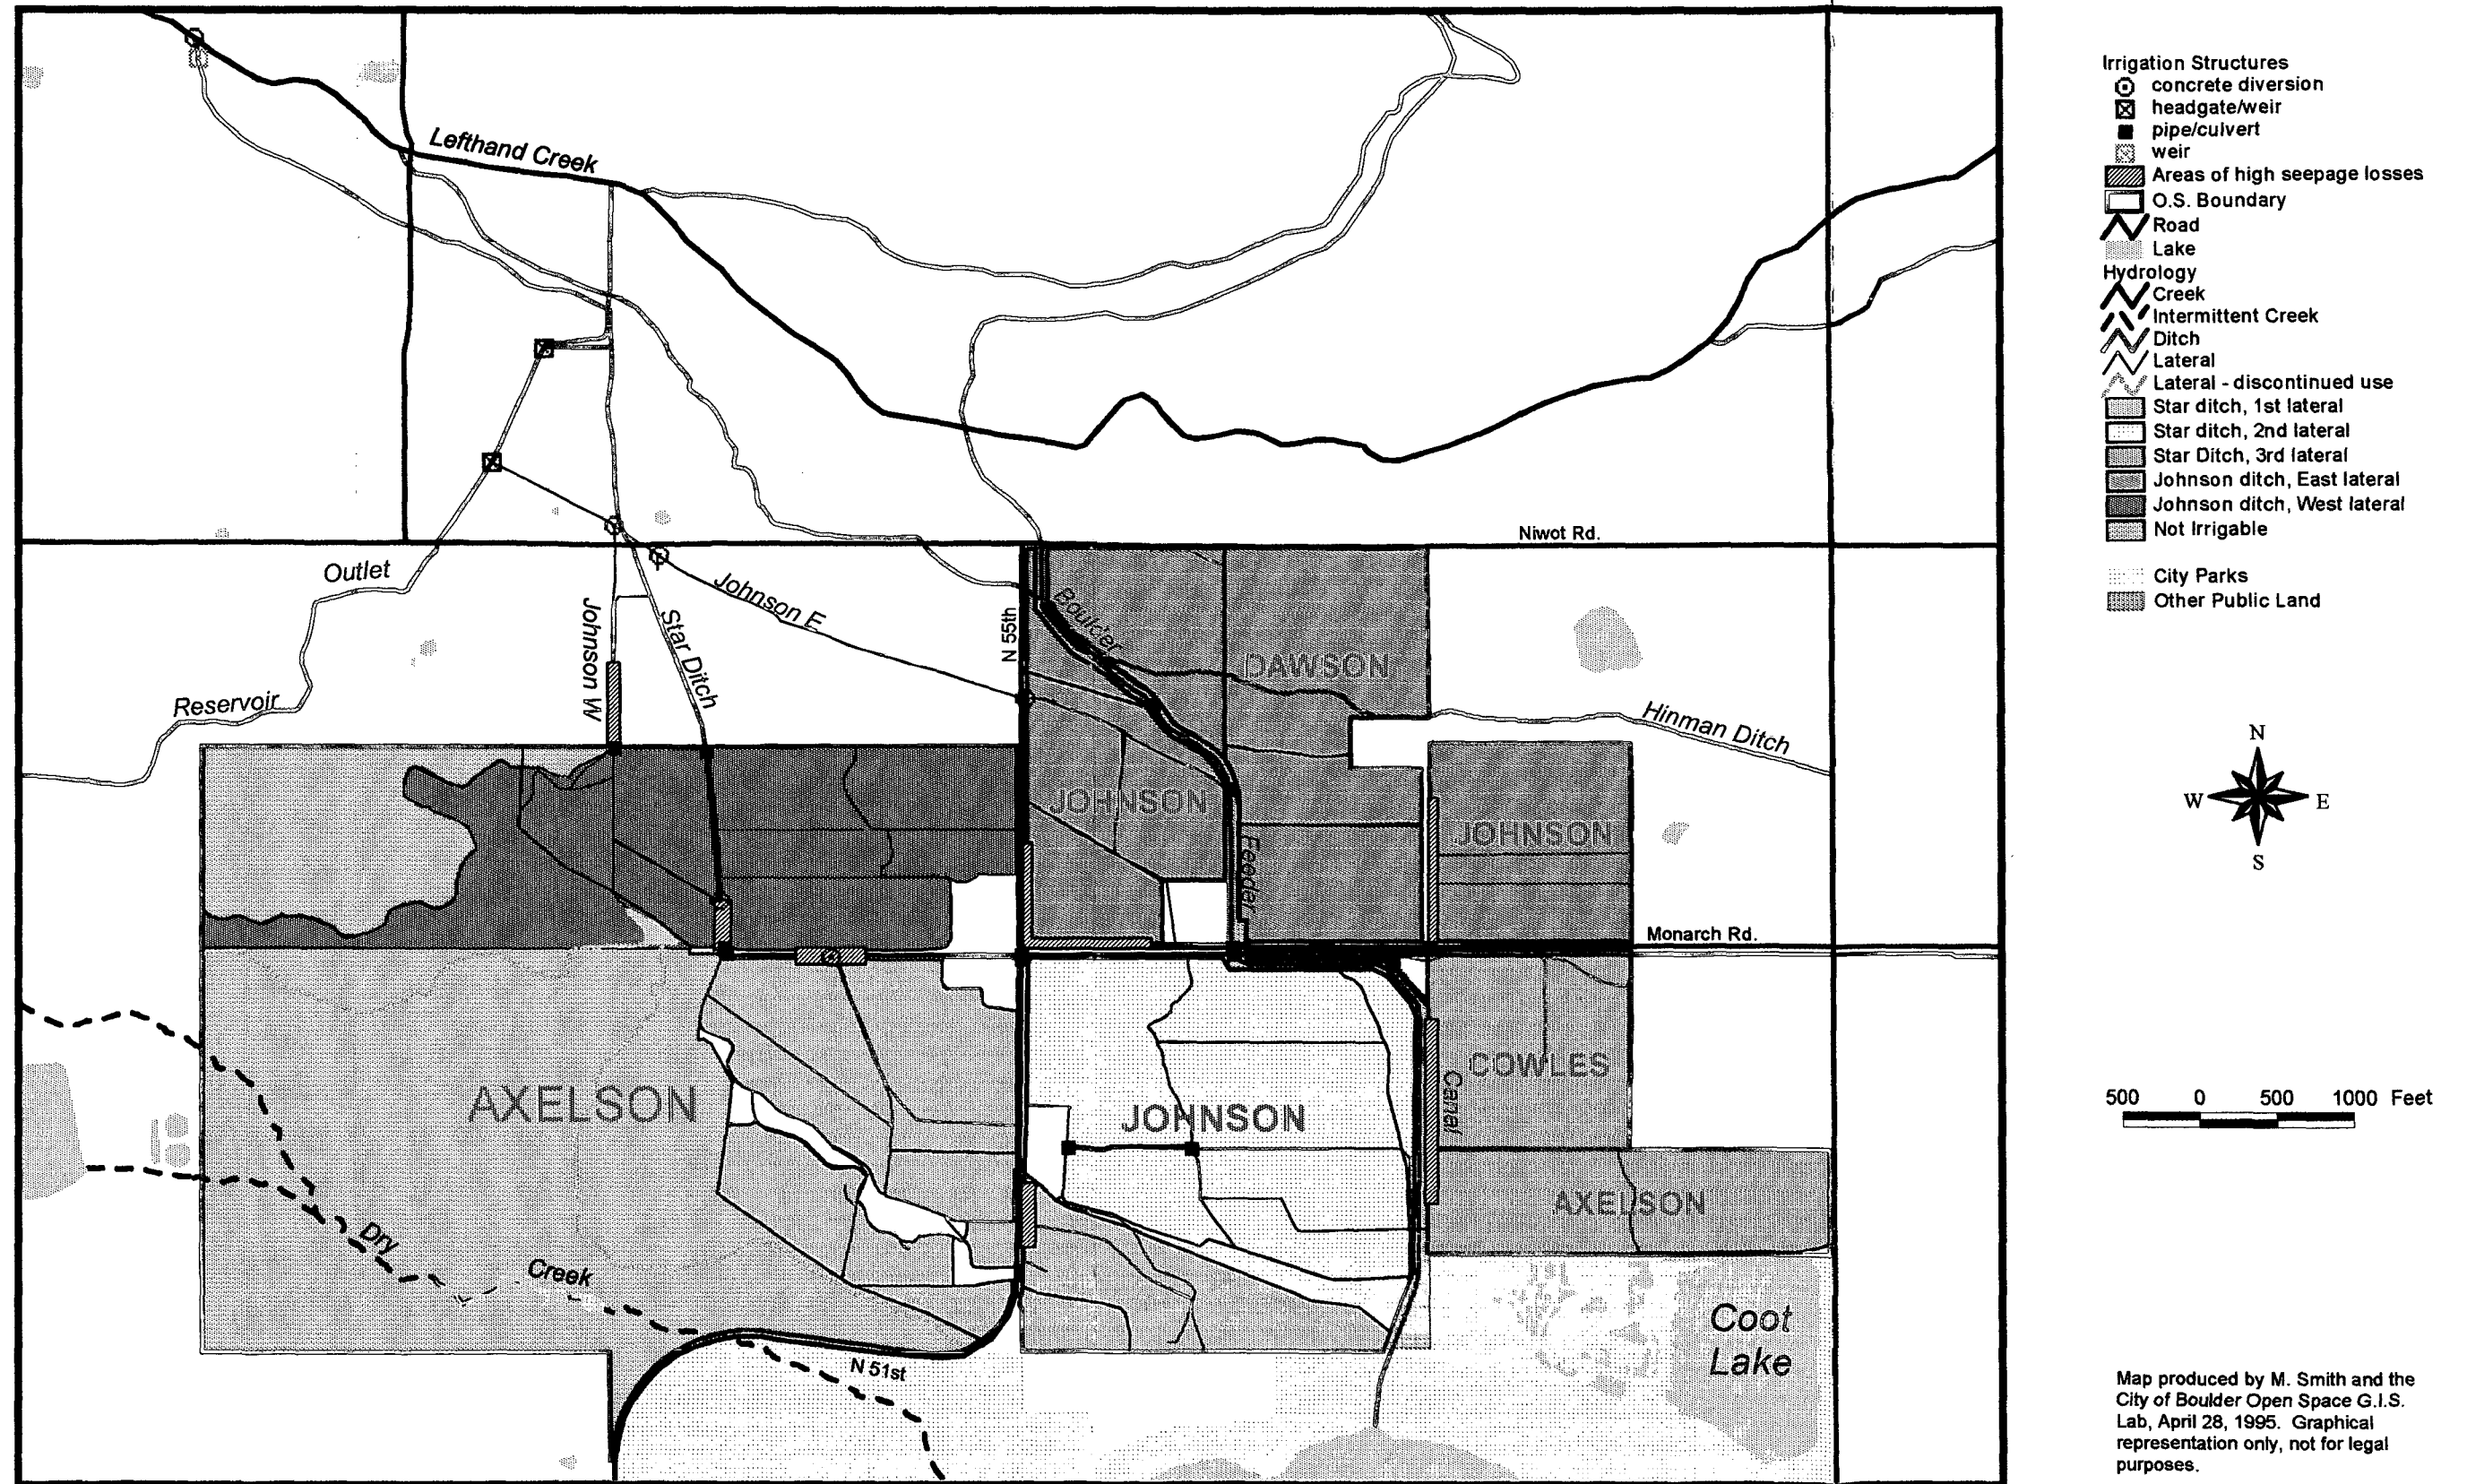 Lefthand Creek
Niwot Rd.
Outlet
Johnson W
Star Ditch
Johnson E
N 55th
Boulder
DAWSON
Reservoir
Hinman Ditch
JOHNSON
JOHNSON
Feeder
Monarch Rd.
AXELSON
JOHNSON
Canal
COWLES
AXELSON
Dry
Creek
N 51st
Coot
Lake
Irrigation Structures
concrete diversion
headgate/weir
pipe/culvert
weir
Areas of high seepage losses
O.S. Boundary
Road
Lake
Hydrology
Creek
Intermittent Creek
Ditch
Lateral
Lateral - discontinued use
Star ditch, 1st lateral
Star ditch, 2nd lateral
Star Ditch, 3rd lateral
Johnson ditch, East lateral
Johnson ditch, West lateral
Not Irrigable
City Parks
Other Public Land
N
W E
S
500 0 500 1000 Feet
Map produced by M. Smith and the
City of Boulder Open Space G.I.S.
Lab, April 28, 1995. Graphical
representation only, not for legal
purposes.